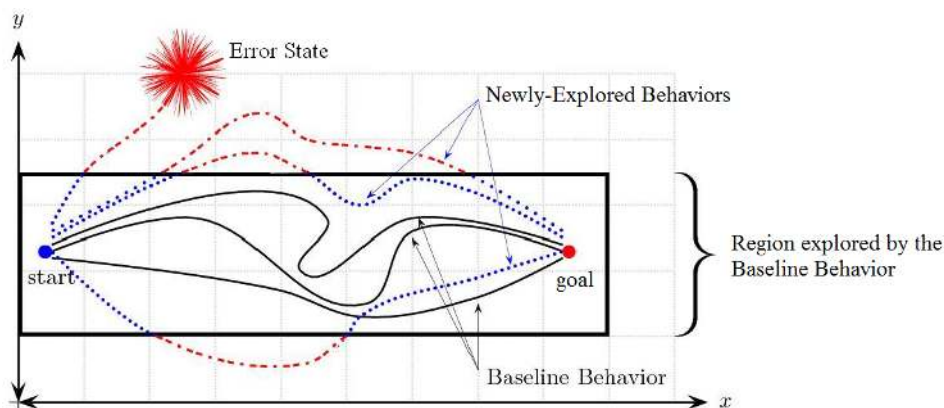 y
Error State
Newly-Explored Behaviors
Region explored by the
Baseline Behavior
start
goal
Baseline Behavior
x